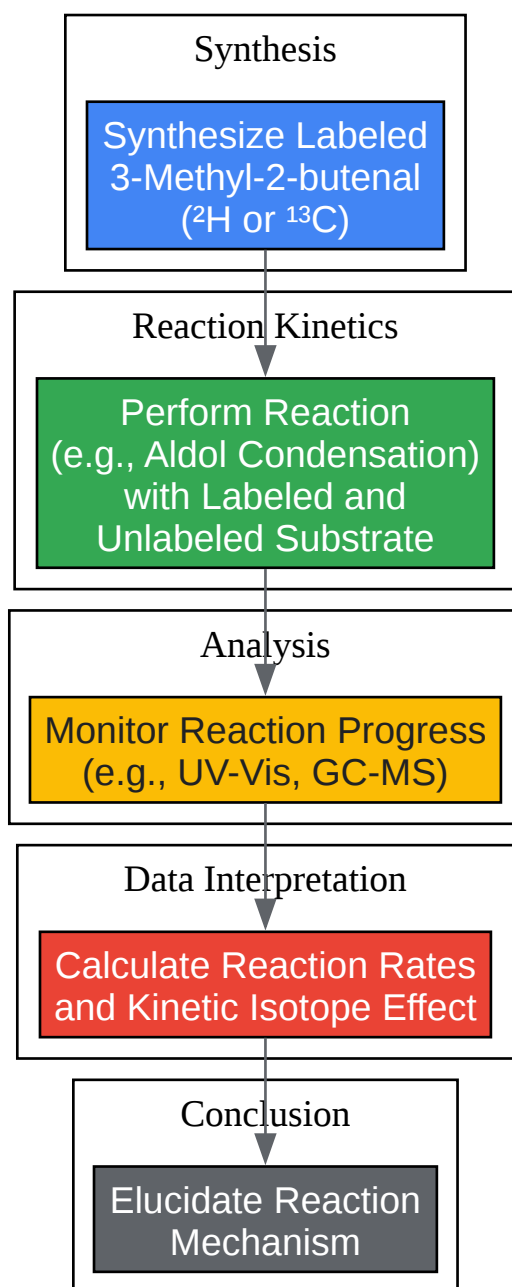 Synthesis
Synthesize Labeled
3-Methyl-2-butenal
(²H or ¹³C)
Reaction Kinetics
Perform Reaction
(e.g., Aldol Condensation)
with Labeled and
Unlabeled Substrate
Analysis
Monitor Reaction Progress
(e.g., UV-Vis, GC-MS)
Data Interpretation
Calculate Reaction Rates
and Kinetic Isotope Effect
Conclusion
Elucidate Reaction
Mechanism